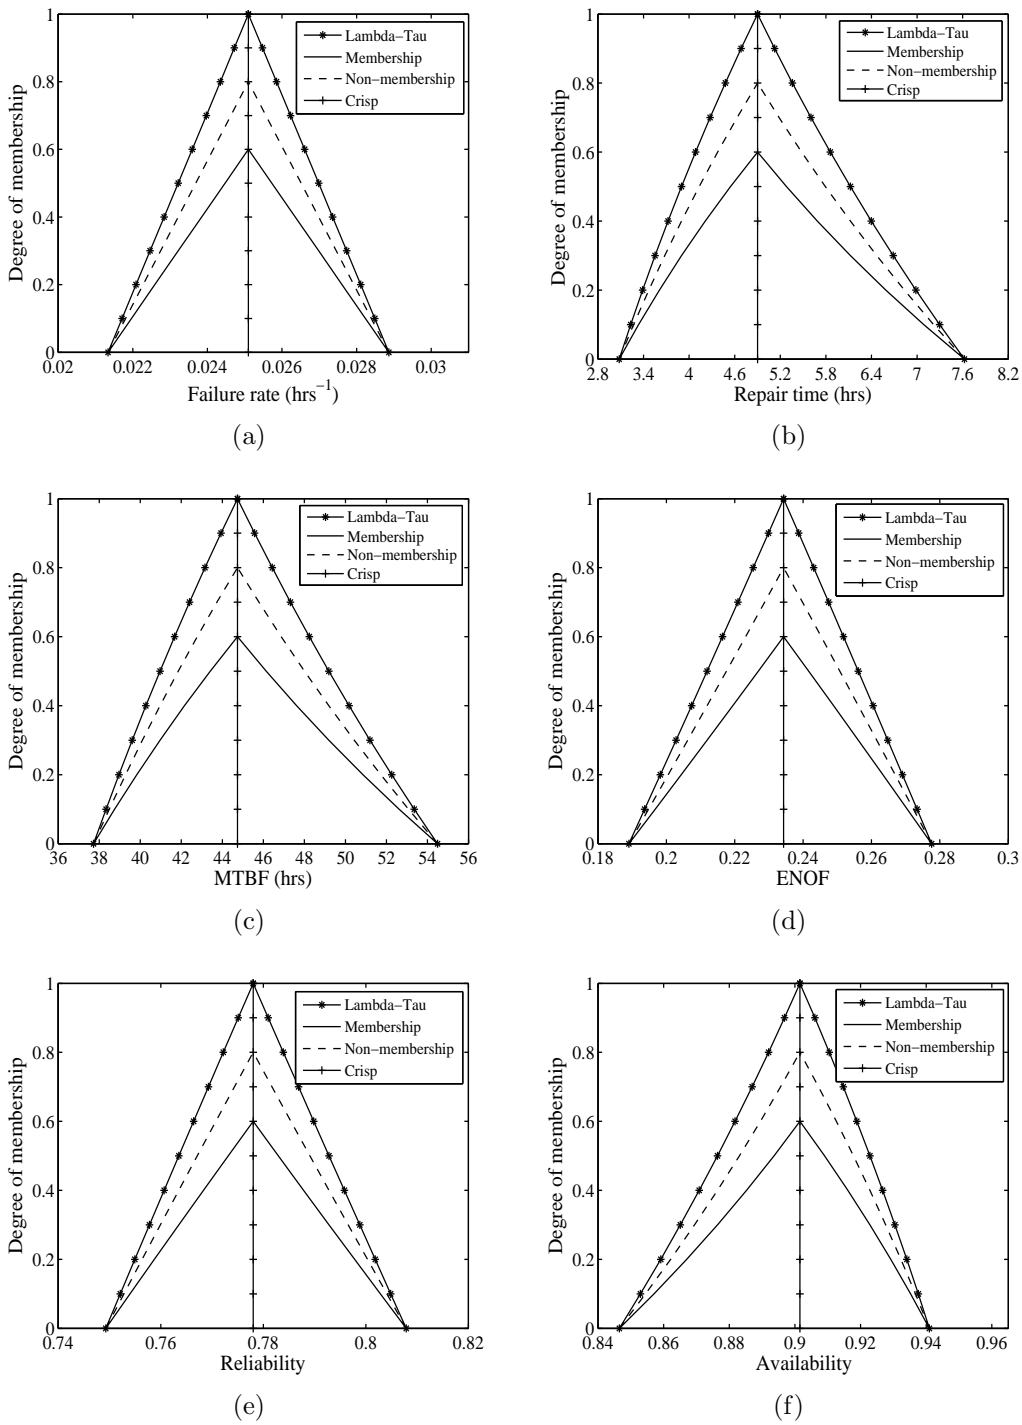 1
0.8
0.6
0.4
0.2
0
Degree of membership
Lambda−Tau
Membership
Non−membership
Crisp
0.02 0.022 0.024 0.026 0.028 0.03
Failure rate (hrs−1)
(a)
1
0.8
0.6
0.4
0.2
0
Degree of membership
Lambda−Tau
Membership
Non−membership
Crisp
2.8 3.4 4 4.6 5.2 5.8 6.4 7 7.6 8.2
Repair time (hrs)
(b)
1
0.8
0.6
0.4
0.2
0
Degree of membership
Lambda−Tau
Membership
Non−membership
Crisp
36 38 40 42 44 46 48 50 52 54 56
MTBF (hrs)
(c)
1
0.8
0.6
0.4
0.2
0
Degree of membership
Lambda−Tau
Membership
Non−membership
Crisp
0.18 0.2 0.22 0.24 0.26 0.28 0.3
ENOF
(d)
1
0.8
0.6
0.4
0.2
0
Degree of membership
Lambda−Tau
Membership
Non−membership
Crisp
0.74 0.76 0.78 0.8 0.82
Reliability
(e)
1
0.8
0.6
0.4
0.2
0
Degree of membership
Lambda−Tau
Membership
Non−membership
Crisp
0.84 0.86 0.88 0.9 0.92 0.94 0.96
Availability
(f)